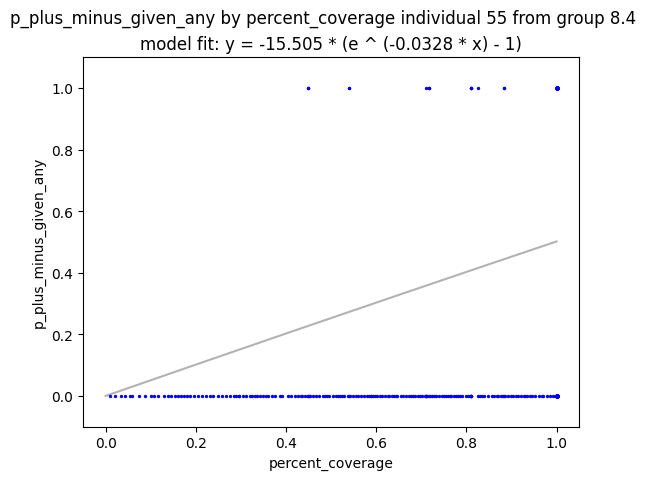 p_plus_minus_given_any by percent_coverage individual 55 from group 8.4
model fit: y = -15.505 * (e ^ (-0.0328 * x) - 1)
1.0
0.8
0.6
0.4
0.2
0.0
p_plus_minus_given_any
0.0 0.2 0.4 0.6 0.8 1.0
percent_coverage